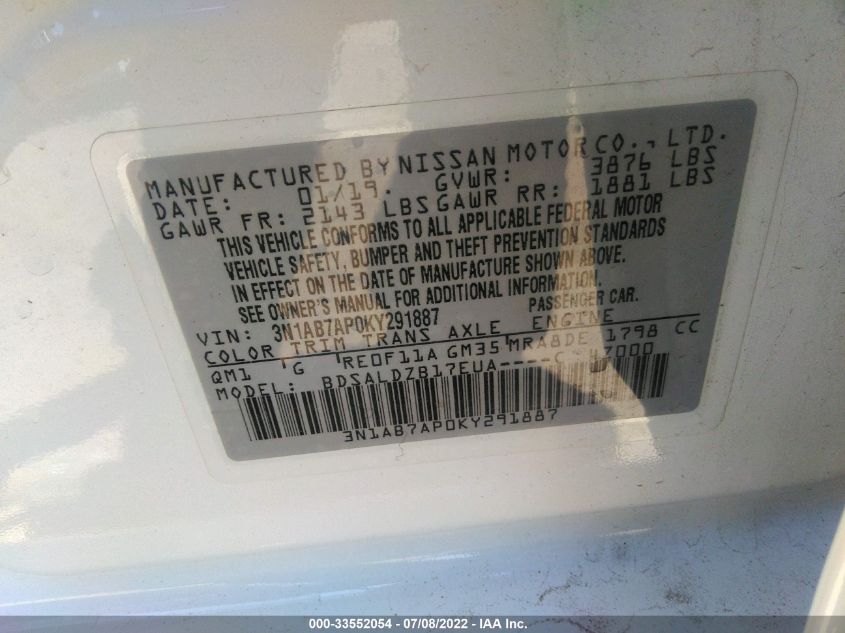 MANUFACTURED BY NISSAN MOTOR CO., LTD.
DATE: 01/19 GVWR: 3876 LBS
GAWR FR: 2143 LBS GAWR RR: 1881 LBS
THIS VEHICLE CONFORMS TO ALL APPLICABLE FEDERAL MOTOR
VEHICLE SAFETY, BUMPER AND THEFT PREVENTION STANDARDS
IN EFFECT ON THE DATE OF MANUFACTURE SHOWN ABOVE.
SEE OWNER'S MANUAL FOR ADDITIONAL INFORMATION.
VIN: 3N1AB7AP0KY291887 PASSENGER CAR.
COLOR TRIM TRANS AXLE ENGINE
QM1 G RE0F11A GM35 MRA8DE 1798 CC
MODEL: BDSALDZB17EUA----C-
3N1AB7AP0KY291887
000-33552054 - 07/08/2022 - IAA Inc.